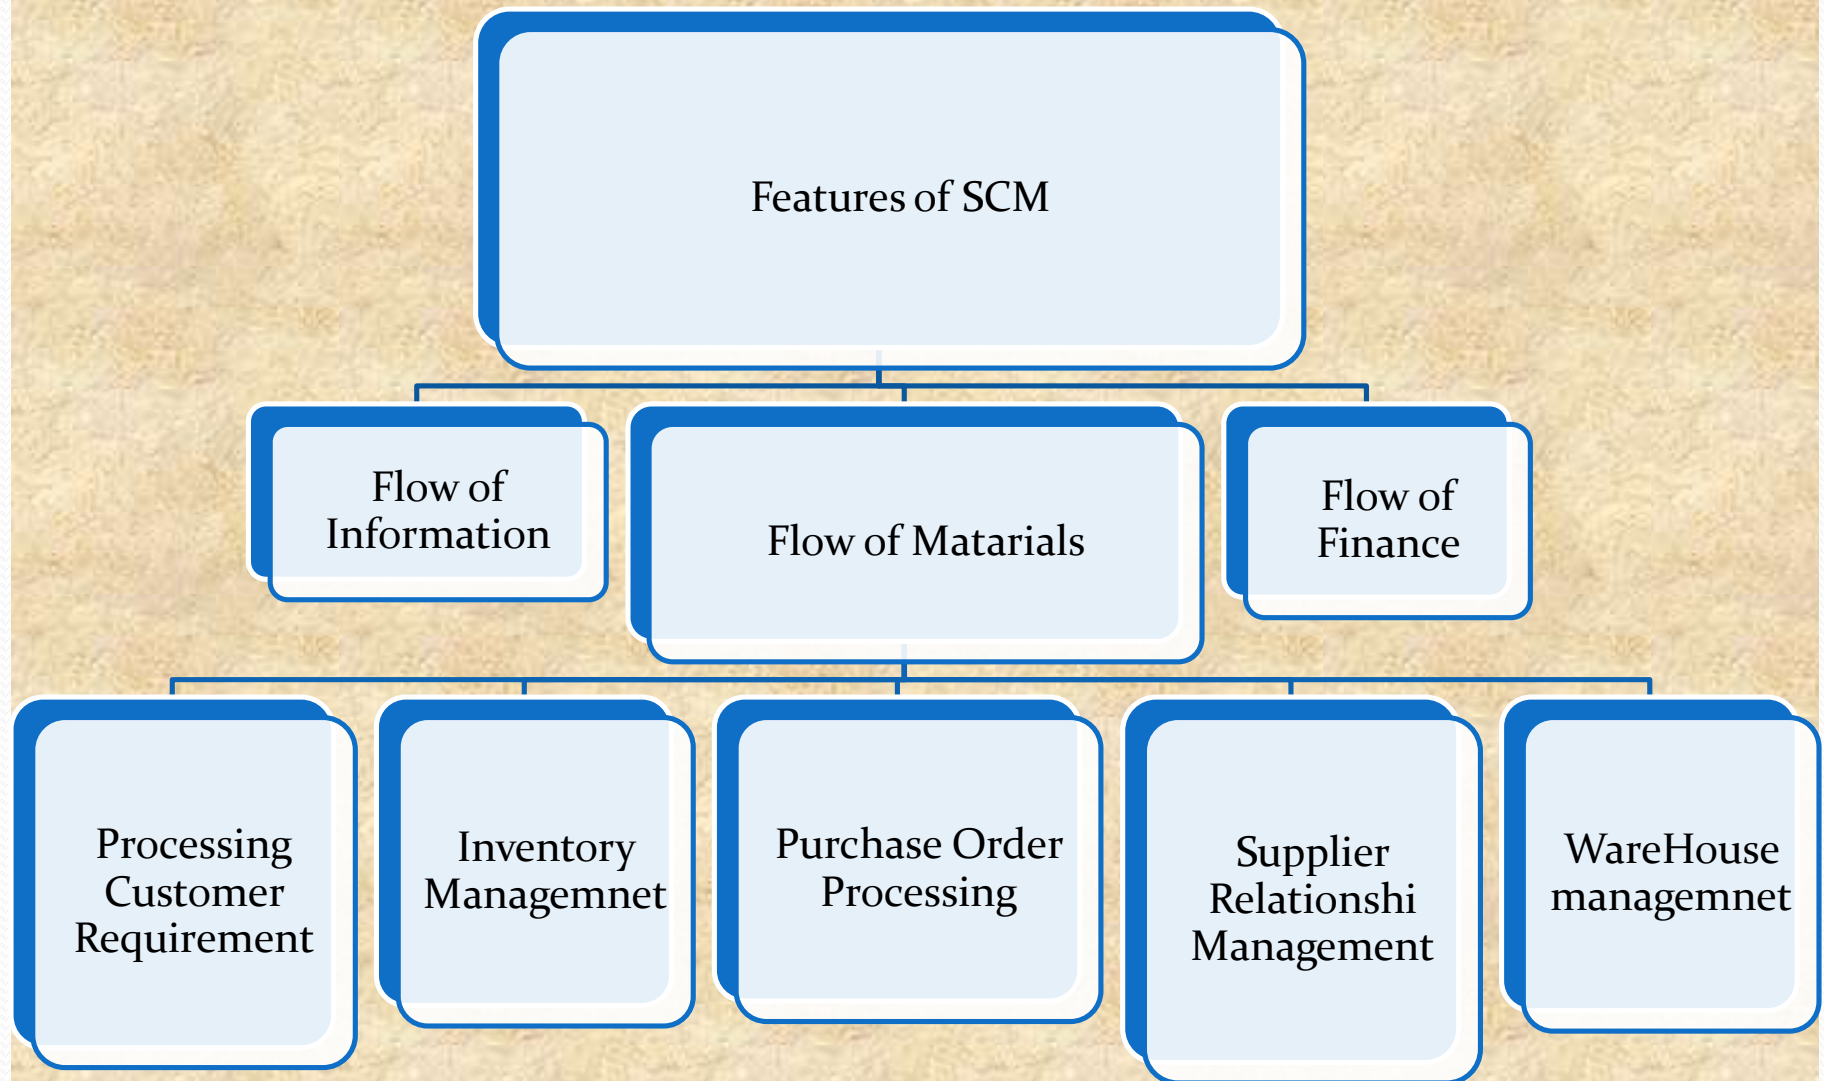 Features of SCM
Flow of
Information
Flow of Matarials
Flow of
Finance
Processing
Customer
Requirement
Inventory
Managemnet
Purchase Order
Processing
Supplier
Relationshi
Management
WareHouse
managemnet